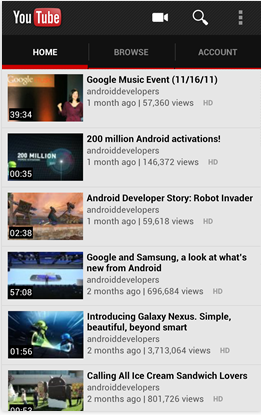 YouTube
HOME
BROWSE
ACCOUNT
Google
39:34
Google Music Event (11/16/11)
androiddevelopers
1 month ago | 57,360 views HD
200 MILLION
00:35
200 million Android activations!
androiddevelopers
1 month ago | 146,372 views HD
02:38
Android Developer Story: Robot Invader
androiddevelopers
1 month ago | 59,618 views HD
57:08
Google and Samsung, a look at what's
new from Android
2 months ago | 696,684 views HD
01:56
Introducing Galaxy Nexus. Simple,
beautiful, beyond smart
2 months ago | 3,713,064 views HD
Calling All Ice Cream Sandwich Lovers
androiddevelopers
2 months ago | 801,726 views HD